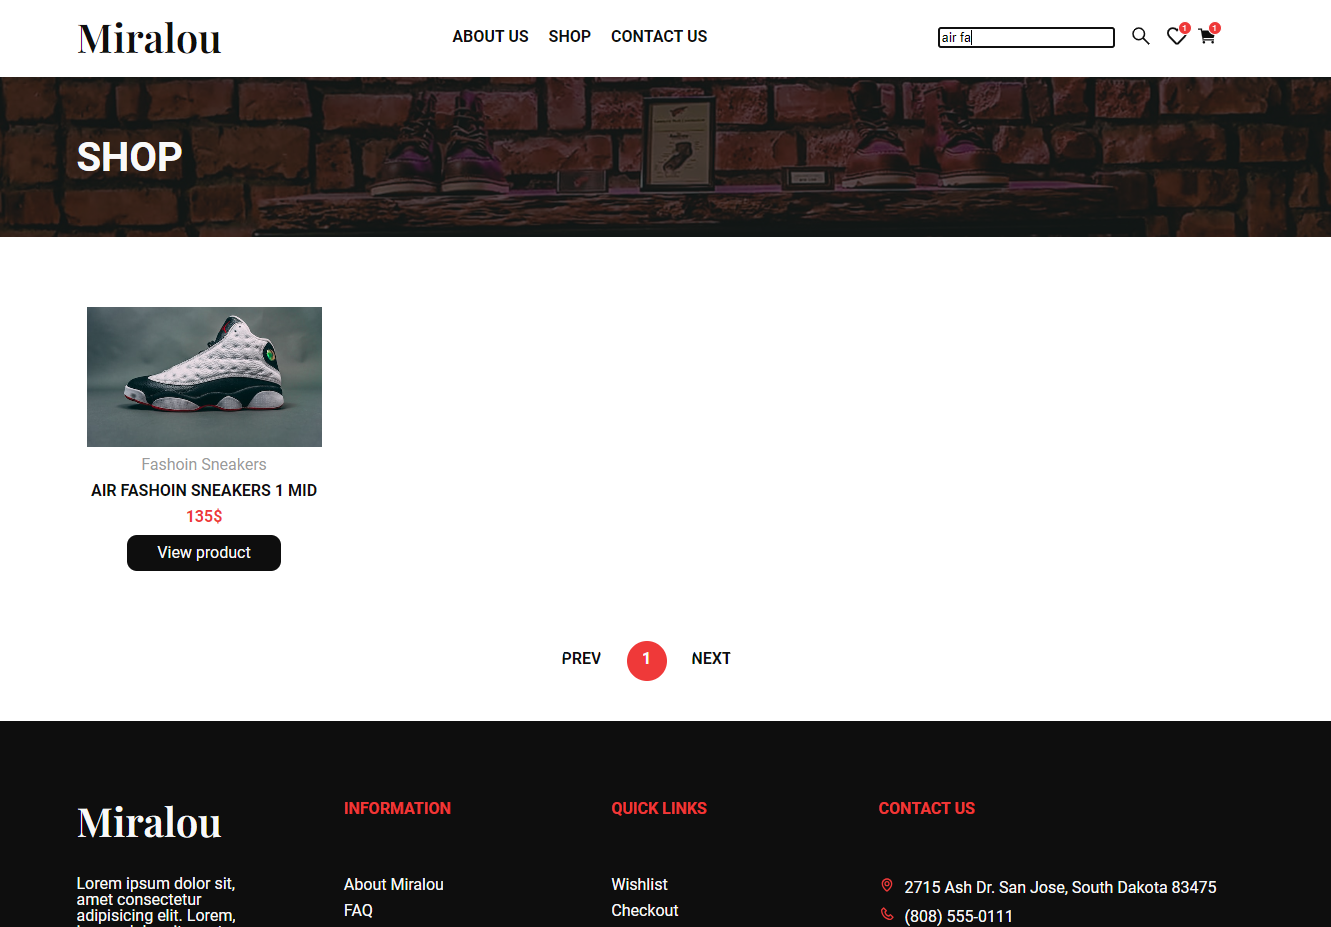 Miralou
ABOUT US SHOP CONTACT US
air fa
1
1
SHOP
Fashoin Sneakers
AIR FASHOIN SNEAKERS 1 MID
135$
View product
PREV 1 NEXT
Miralou
Lorem ipsum dolor sit,
amet consectetur
adipisicing elit. Lorem,
INFORMATION
About Miralou
FAQ
QUICK LINKS
Wishlist
Checkout
CONTACT US
2715 Ash Dr. San Jose, South Dakota 83475
(808) 555-0111